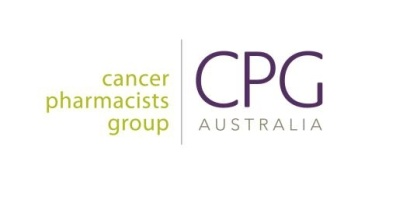 cancer
pharmacists
group
CPG
AUSTRALIA